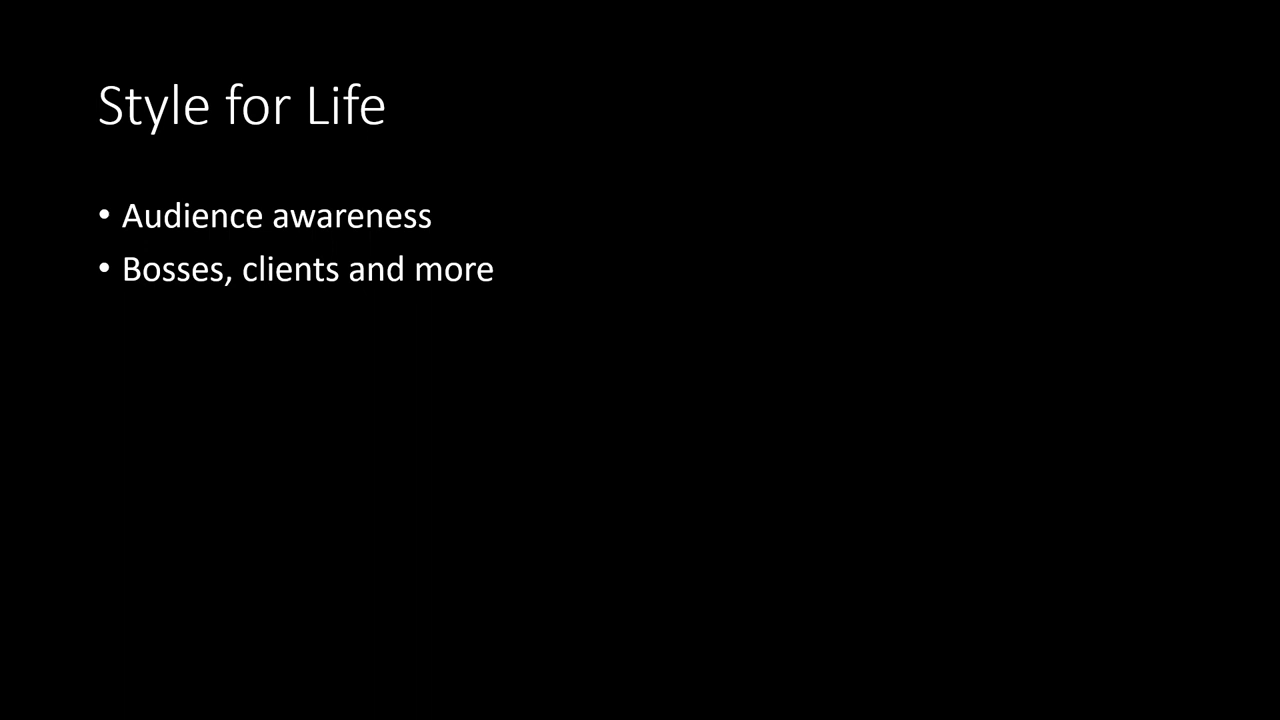 Style for Life
• Audience awareness
• Bosses, clients and more